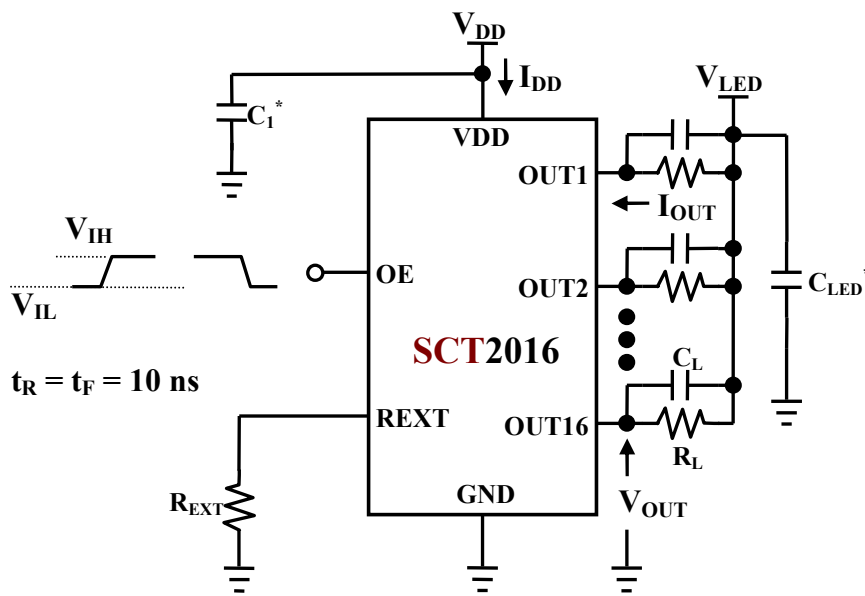 VDD
IDD
C1*
VLED
VDD
OUT1
IOUT
VIH
OE
OUT2
CLED*
VIL
SCT2016
CL
tR = tF = 10 ns
REXT
OUT16
RL
REXT
GND
VOUT